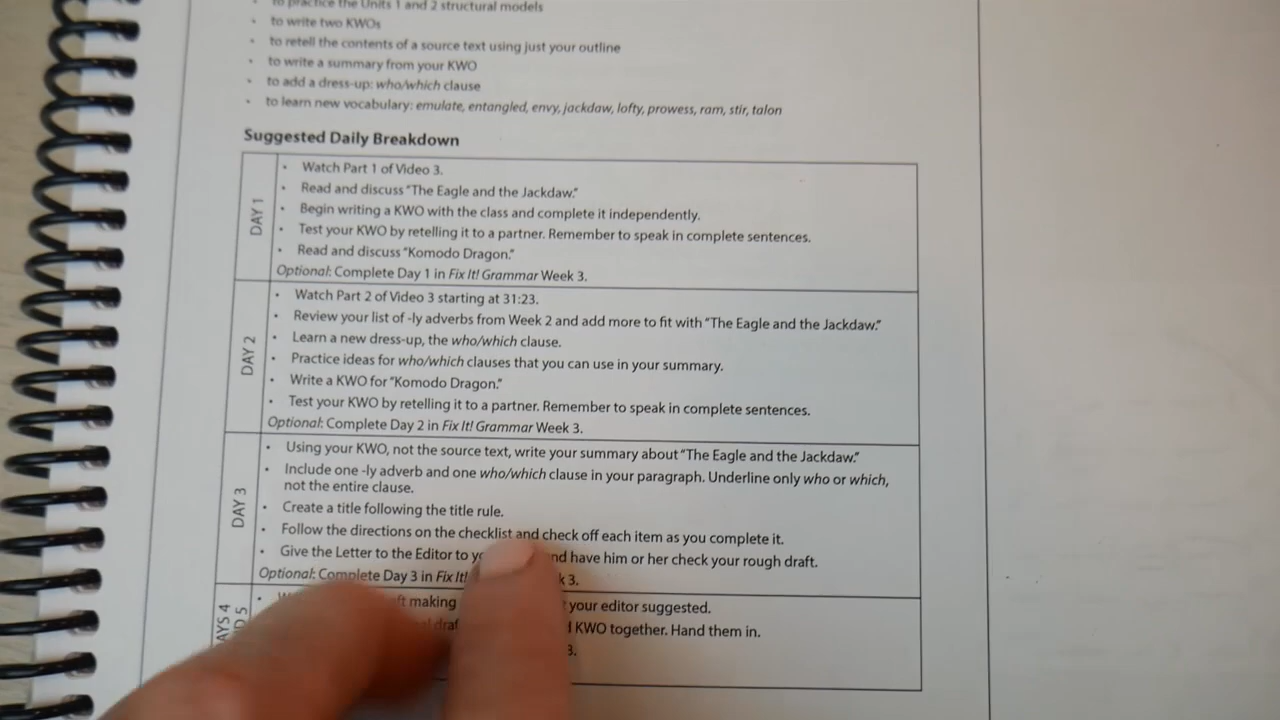 to practice the Units 1 and 2 structural models
• to write two KWOs
• to retell the contents of a source text using just your outline
• to write a summary from your KWO
• to add a dress-up: who/which clause
• to learn new vocabulary: emulate, entangled, envy, jackdaw, lofty, prowess, ram, stir, talon
Suggested Daily Breakdown
DAY 1
• Watch Part 1 of Video 3.
• Read and discuss "The Eagle and the Jackdaw."
• Begin writing a KWO with the class and complete it independently.
• Test your KWO by retelling it to a partner. Remember to speak in complete sentences.
• Read and discuss "Komodo Dragon."
Optional: Complete Day 1 in Fix It! Grammar Week 3.
DAY 2
• Watch Part 2 of Video 3 starting at 31:23.
• Review your list of -ly adverbs from Week 2 and add more to fit with "The Eagle and the Jackdaw."
• Learn a new dress-up, the who/which clause.
• Practice ideas for who/which clauses that you can use in your summary.
• Write a KWO for "Komodo Dragon."
• Test your KWO by retelling it to a partner. Remember to speak in complete sentences.
Optional: Complete Day 2 in Fix It! Grammar Week 3.
DAY 3
• Using your KWO, not the source text, write your summary about "The Eagle and the Jackdaw."
• Include one -ly adverb and one who/which clause in your paragraph. Underline only who or which,
not the entire clause.
• Create a title following the title rule.
• Follow the directions on the checklist and check off each item as you complete it.
• Give the Letter to the Editor to and have him or her check your rough draft.
Optional: Complete Day 3 in Fix It! 3.
• making your editor suggested.
KWO together. Hand them in.
3.